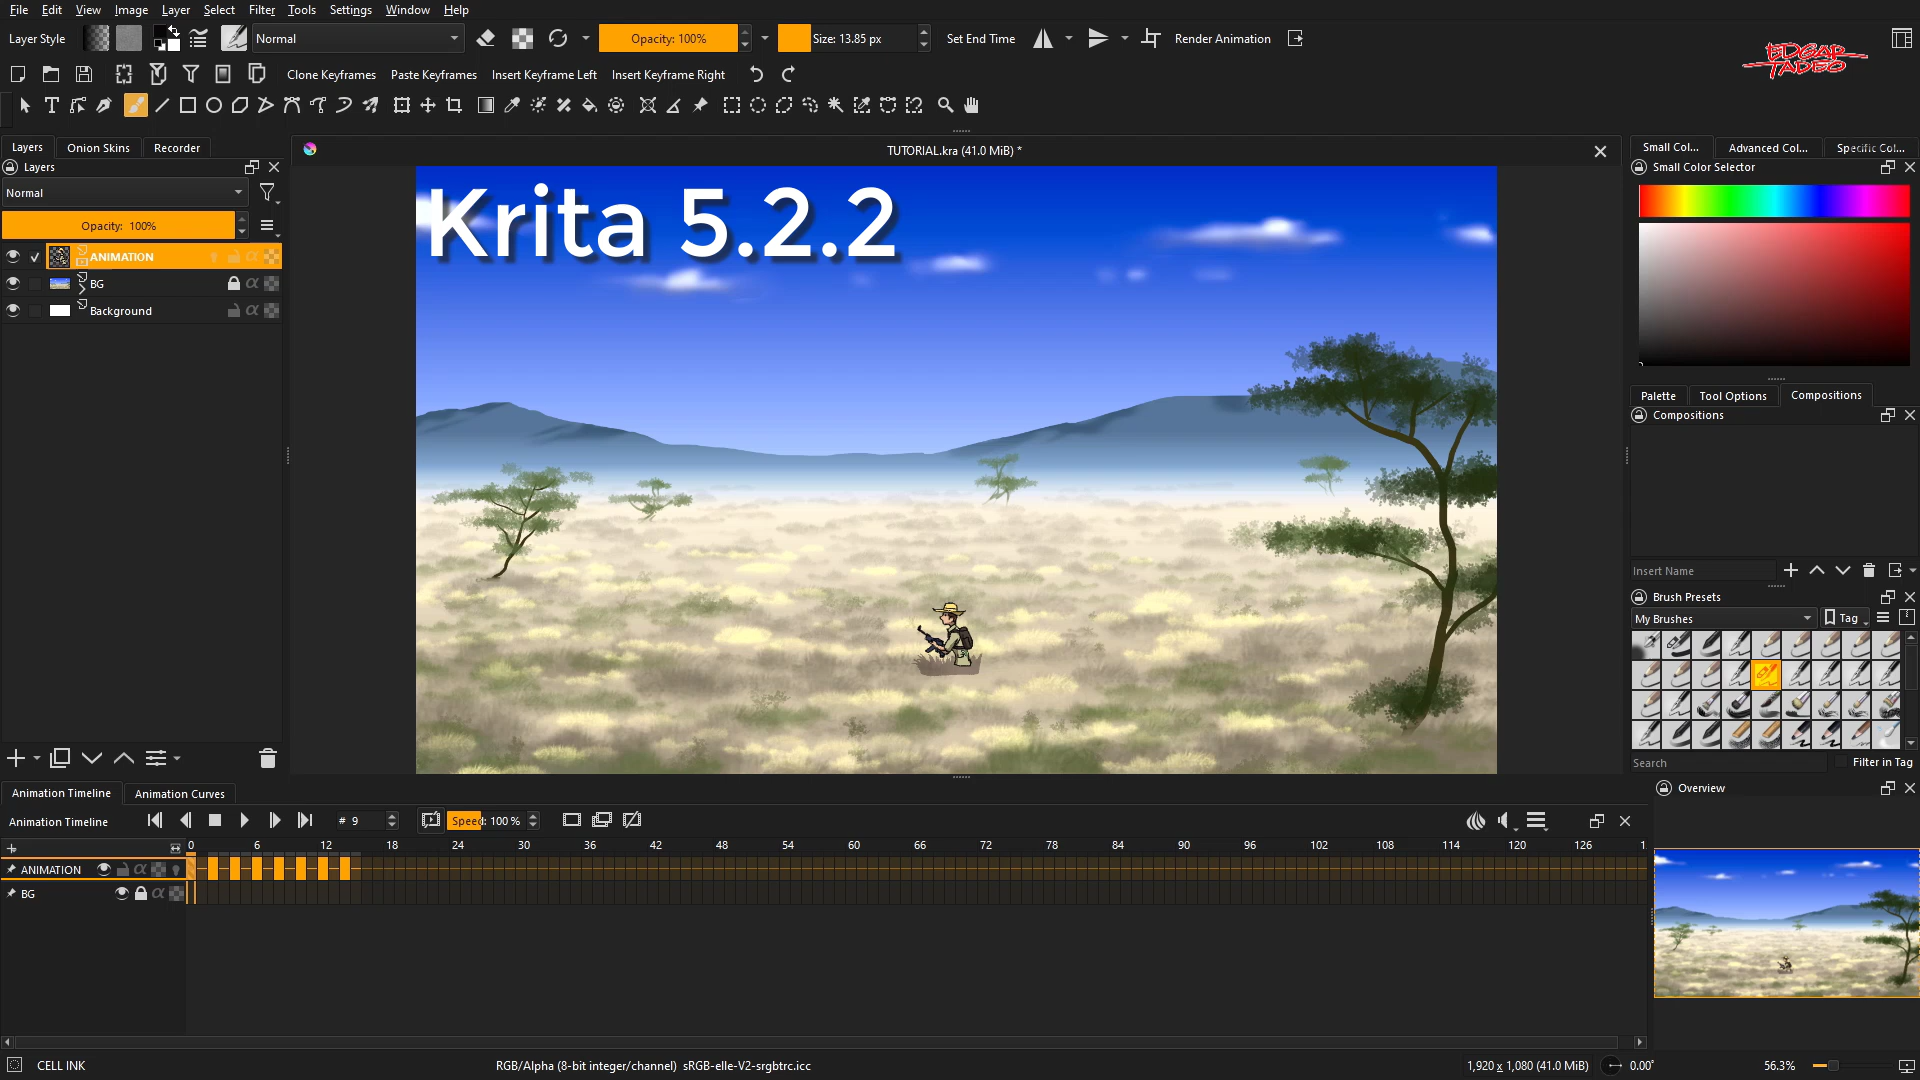 File Edit View Image Layer Select Filter Tools Settings Window Help
Layer Style Normal Opacity: 100% Size: 13.85 px Set End Time Render Animation
EDGAR
TADEO
Clone Keyframes Paste Keyframes Insert Keyframe Left Insert Keyframe Right
Layers Onion Skins Recorder
TUTORIAL.kra (41.0 MiB) *
Small Col... Advanced Col... Specific Col...
Layers
Small Color Selector
Normal
Krita 5.2.2
Opacity: 100%
ANIMATION
BG
Background
Palette Tool Options Compositions
Compositions
Insert Name
Brush Presets
My Brushes Tag
Search Filter in Tag
Animation Timeline Animation Curves
Overview
Animation Timeline # 9 Speed: 100 %
0 6 12 18 24 30 36 42 48 54 60 66 72 78 84 90 96 102 108 114 120 126 1
ANIMATION
BG
CELL INK RGB/Alpha (8-bit integer/channel) sRGB-elle-V2-srgbtrc.icc 1,920 x 1,080 (41.0 MiB) 0.00° 56.3%